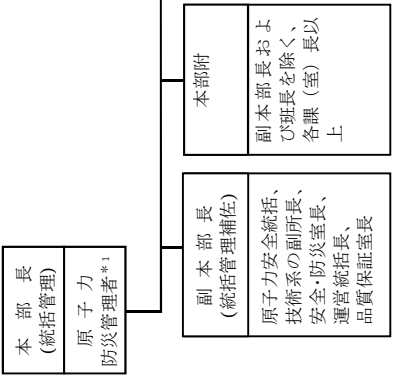 本部長
(統括管理)
原子力
防災管理者*1
副本部長
(統括管理補佐)
原子力安全統括、
技術系の副所長、
安全・防災室長、
運営統括長、
品質保証室長
本部附
副本部長およ
び班長を除く、
各課（室）長以
上